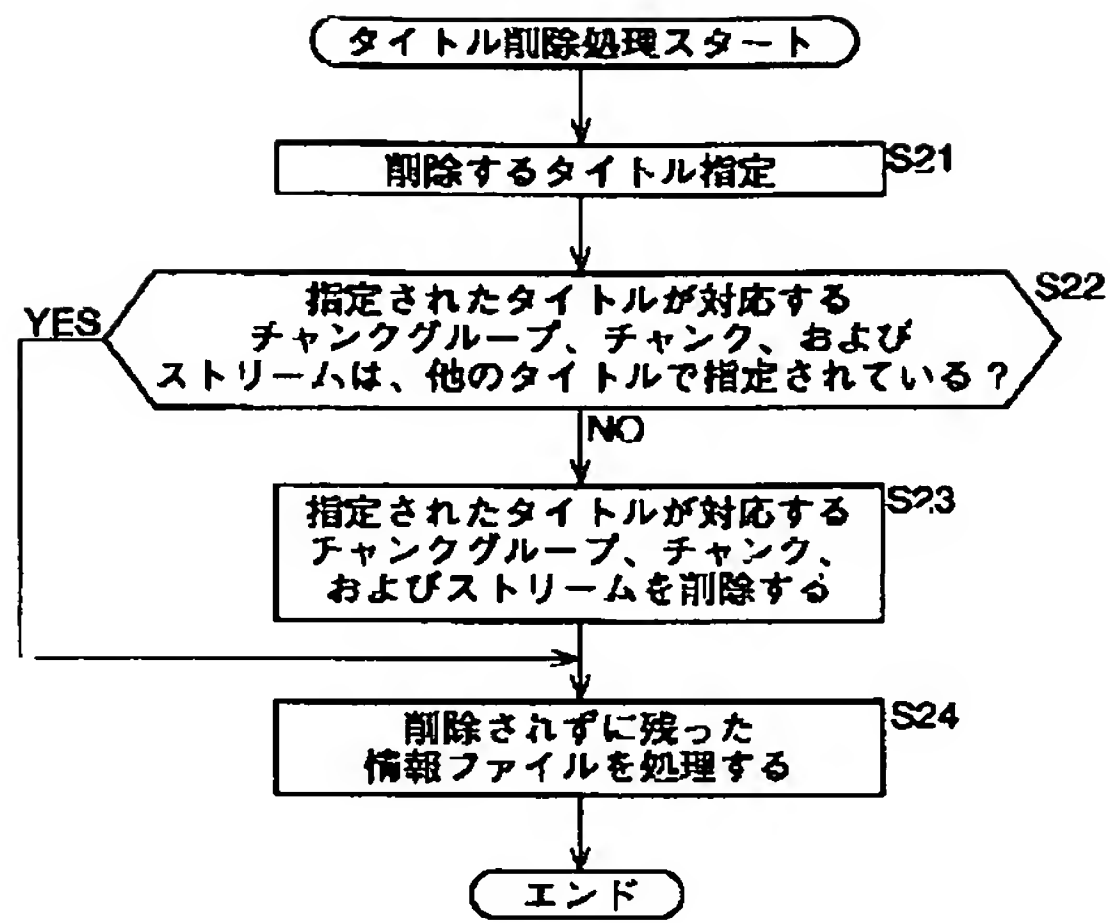 タイトル削除処理スタート
削除するタイトル指定
S21
指定されたタイトルが対応する
チャンクグループ、チャンク、および
ストリームは、他のタイトルで指定されている？
S22
YES
NO
指定されたタイトルが対応する
チャンクグループ、チャンク、
およびストリームを削除する
S23
削除されずに残った
情報ファイルを処理する
S24
エンド